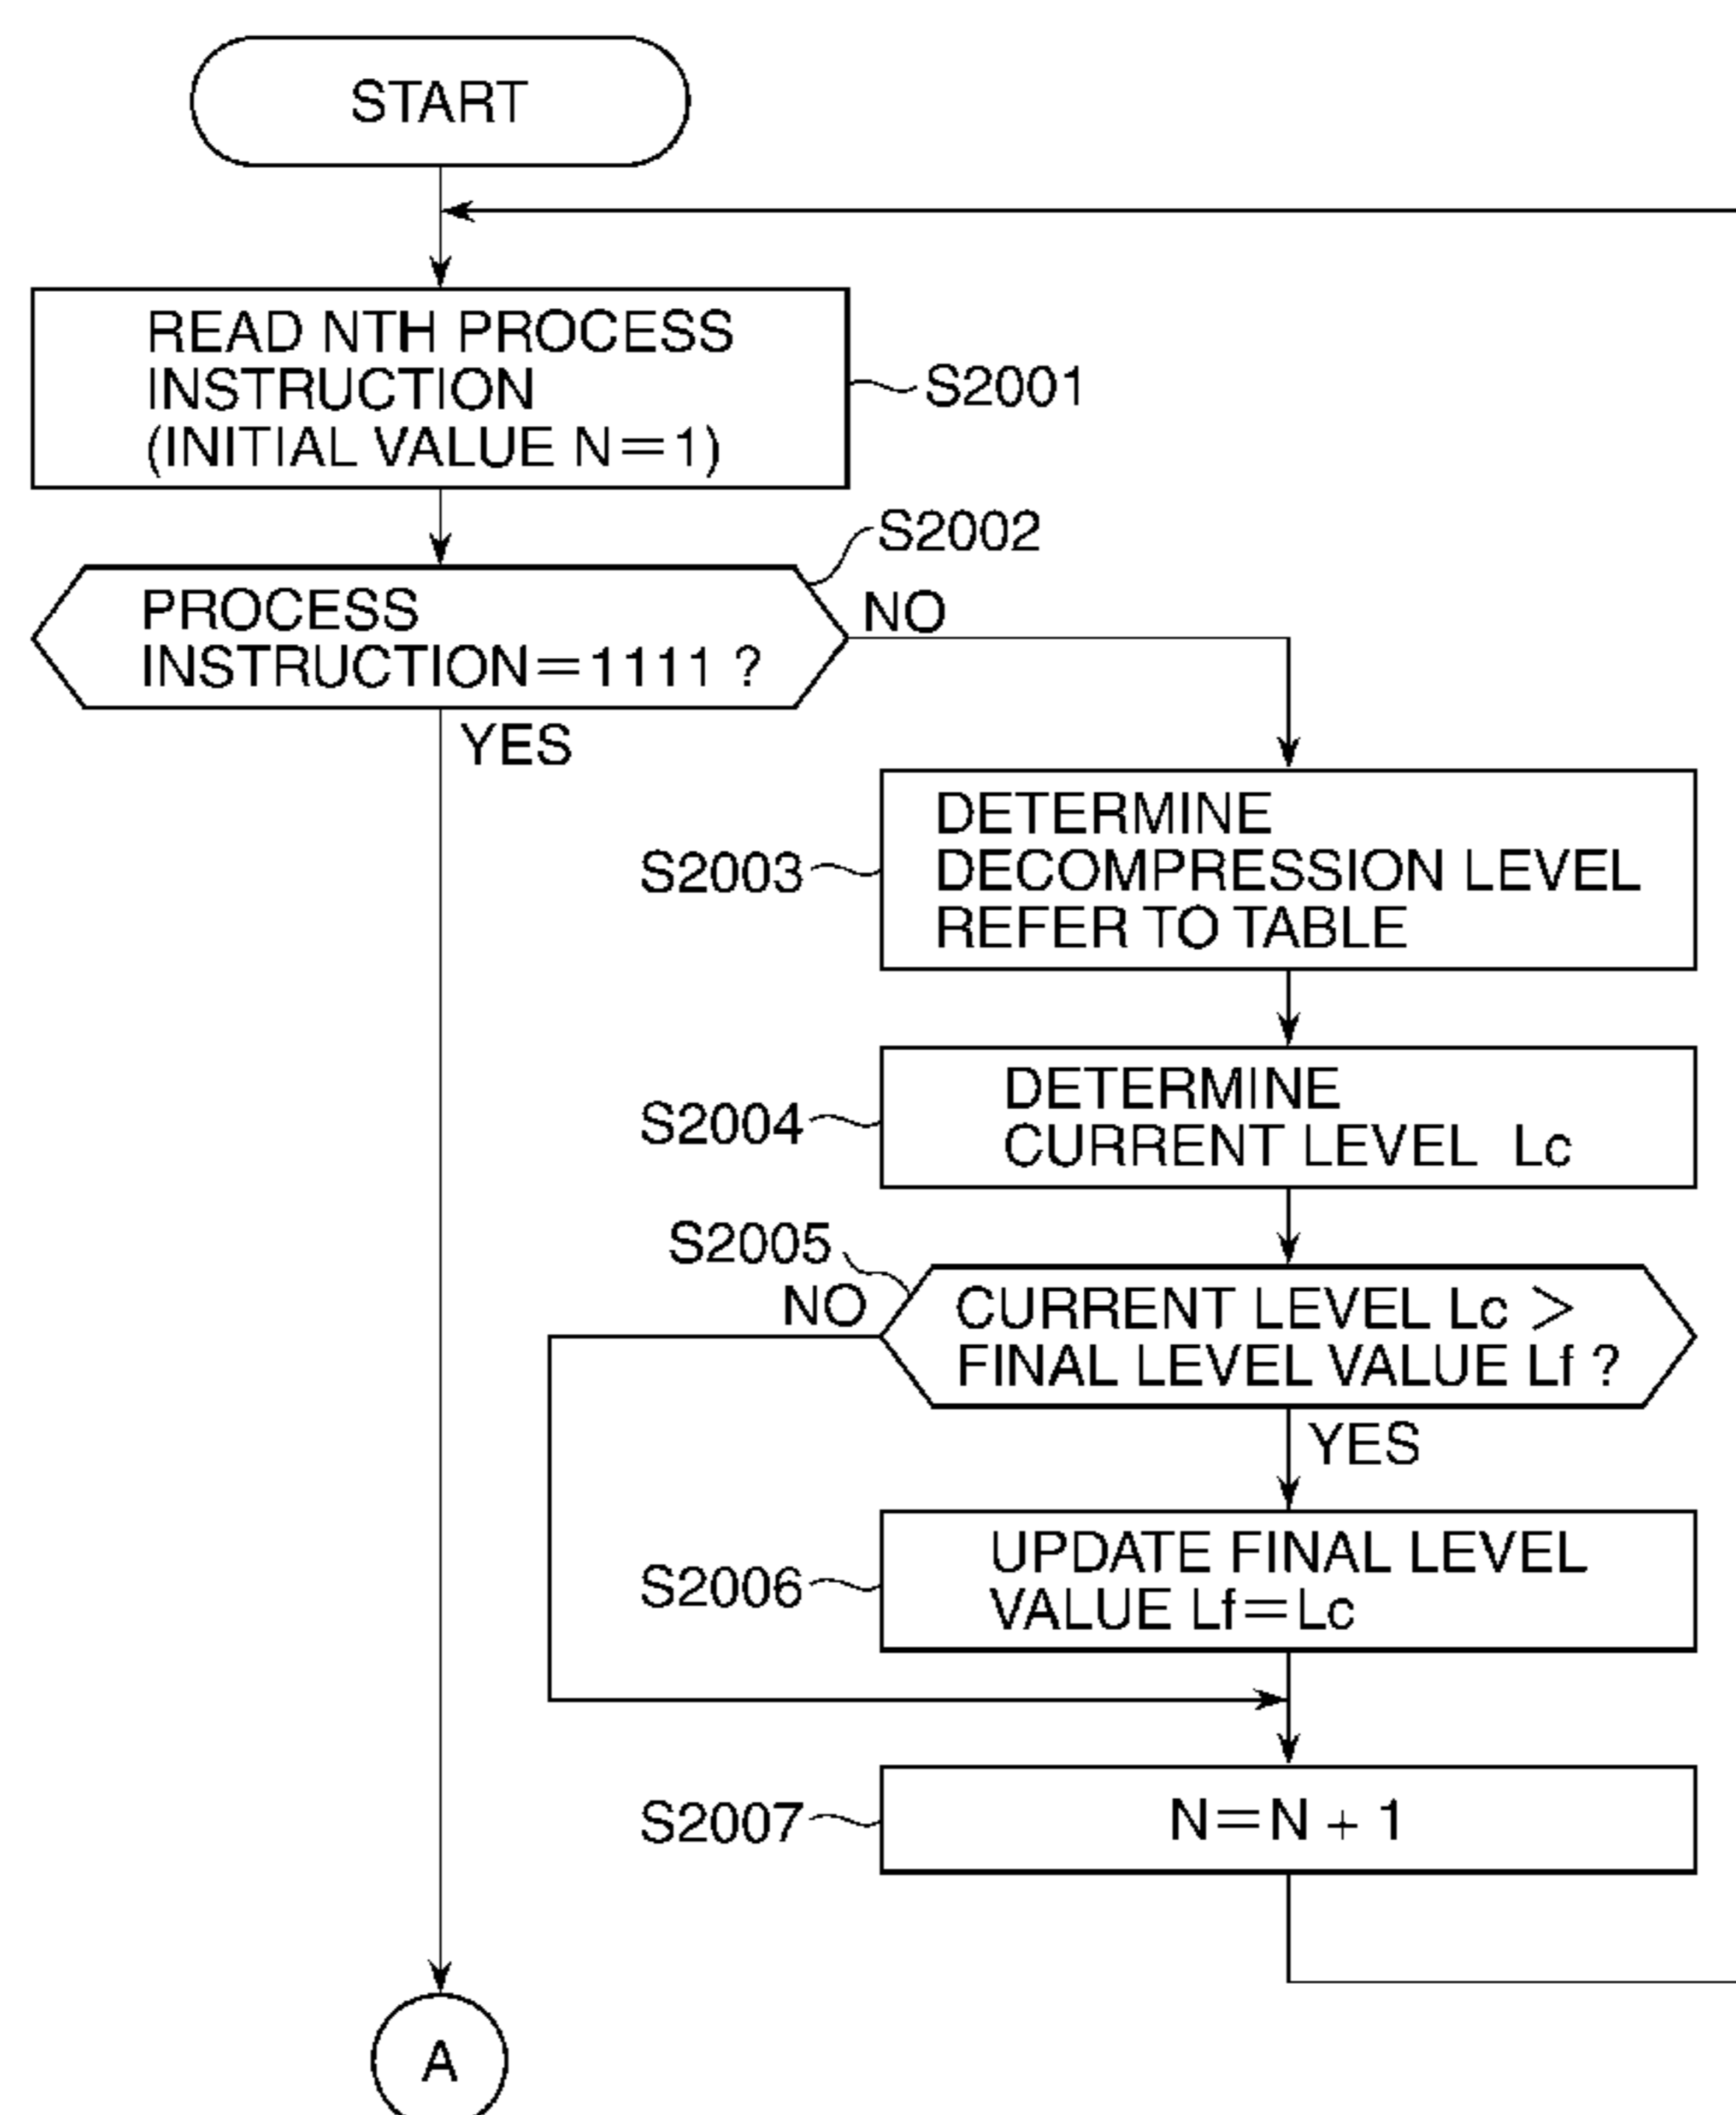 START
READ NTH PROCESS
INSTRUCTION
(INITIAL VALUE N=1)
S2001
S2002
PROCESS
INSTRUCTION=1111 ?
NO
YES
DETERMINE
DECOMPRESSION LEVEL
REFER TO TABLE
S2003
DETERMINE
CURRENT LEVEL Lc
S2004
S2005
NO
CURRENT LEVEL Lc >
FINAL LEVEL VALUE Lf ?
YES
UPDATE FINAL LEVEL
VALUE Lf=Lc
S2006
S2007
N=N+1
A